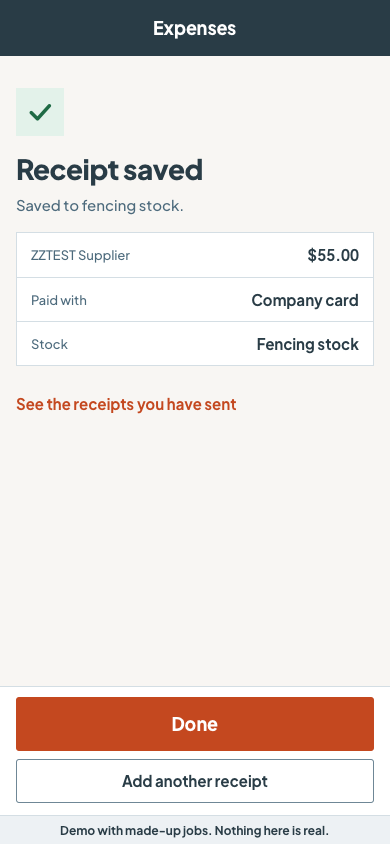 Expenses
Receipt saved
Saved to fencing stock.
ZZTEST Supplier $55.00
Paid with Company card
Stock Fencing stock
See the receipts you have sent
Done
Add another receipt
Demo with made-up jobs. Nothing here is real.